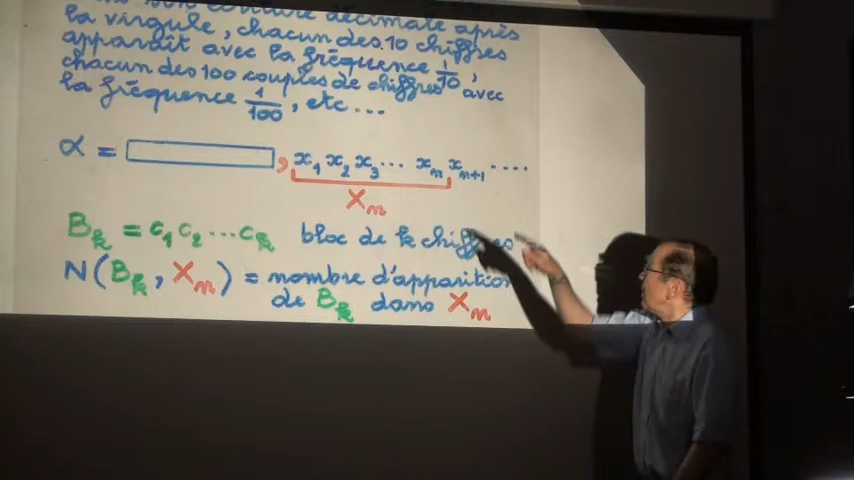 décimale après
la virgule, chacun des 10 chiffres
apparaît avec la fréquence 1/10,
chacun des 100 couples de chiffres avec
la fréquence 1/100, etc...
α = , x₁ x₂ x₃ ... xₙ xₙ₊₁ ....
Xₙ
Bₖ = c₁ c₂ ... cₖ bloc de k chiffres
N(Bₖ, Xₙ) = nombre d'apparition
de Bₖ dans Xₙ